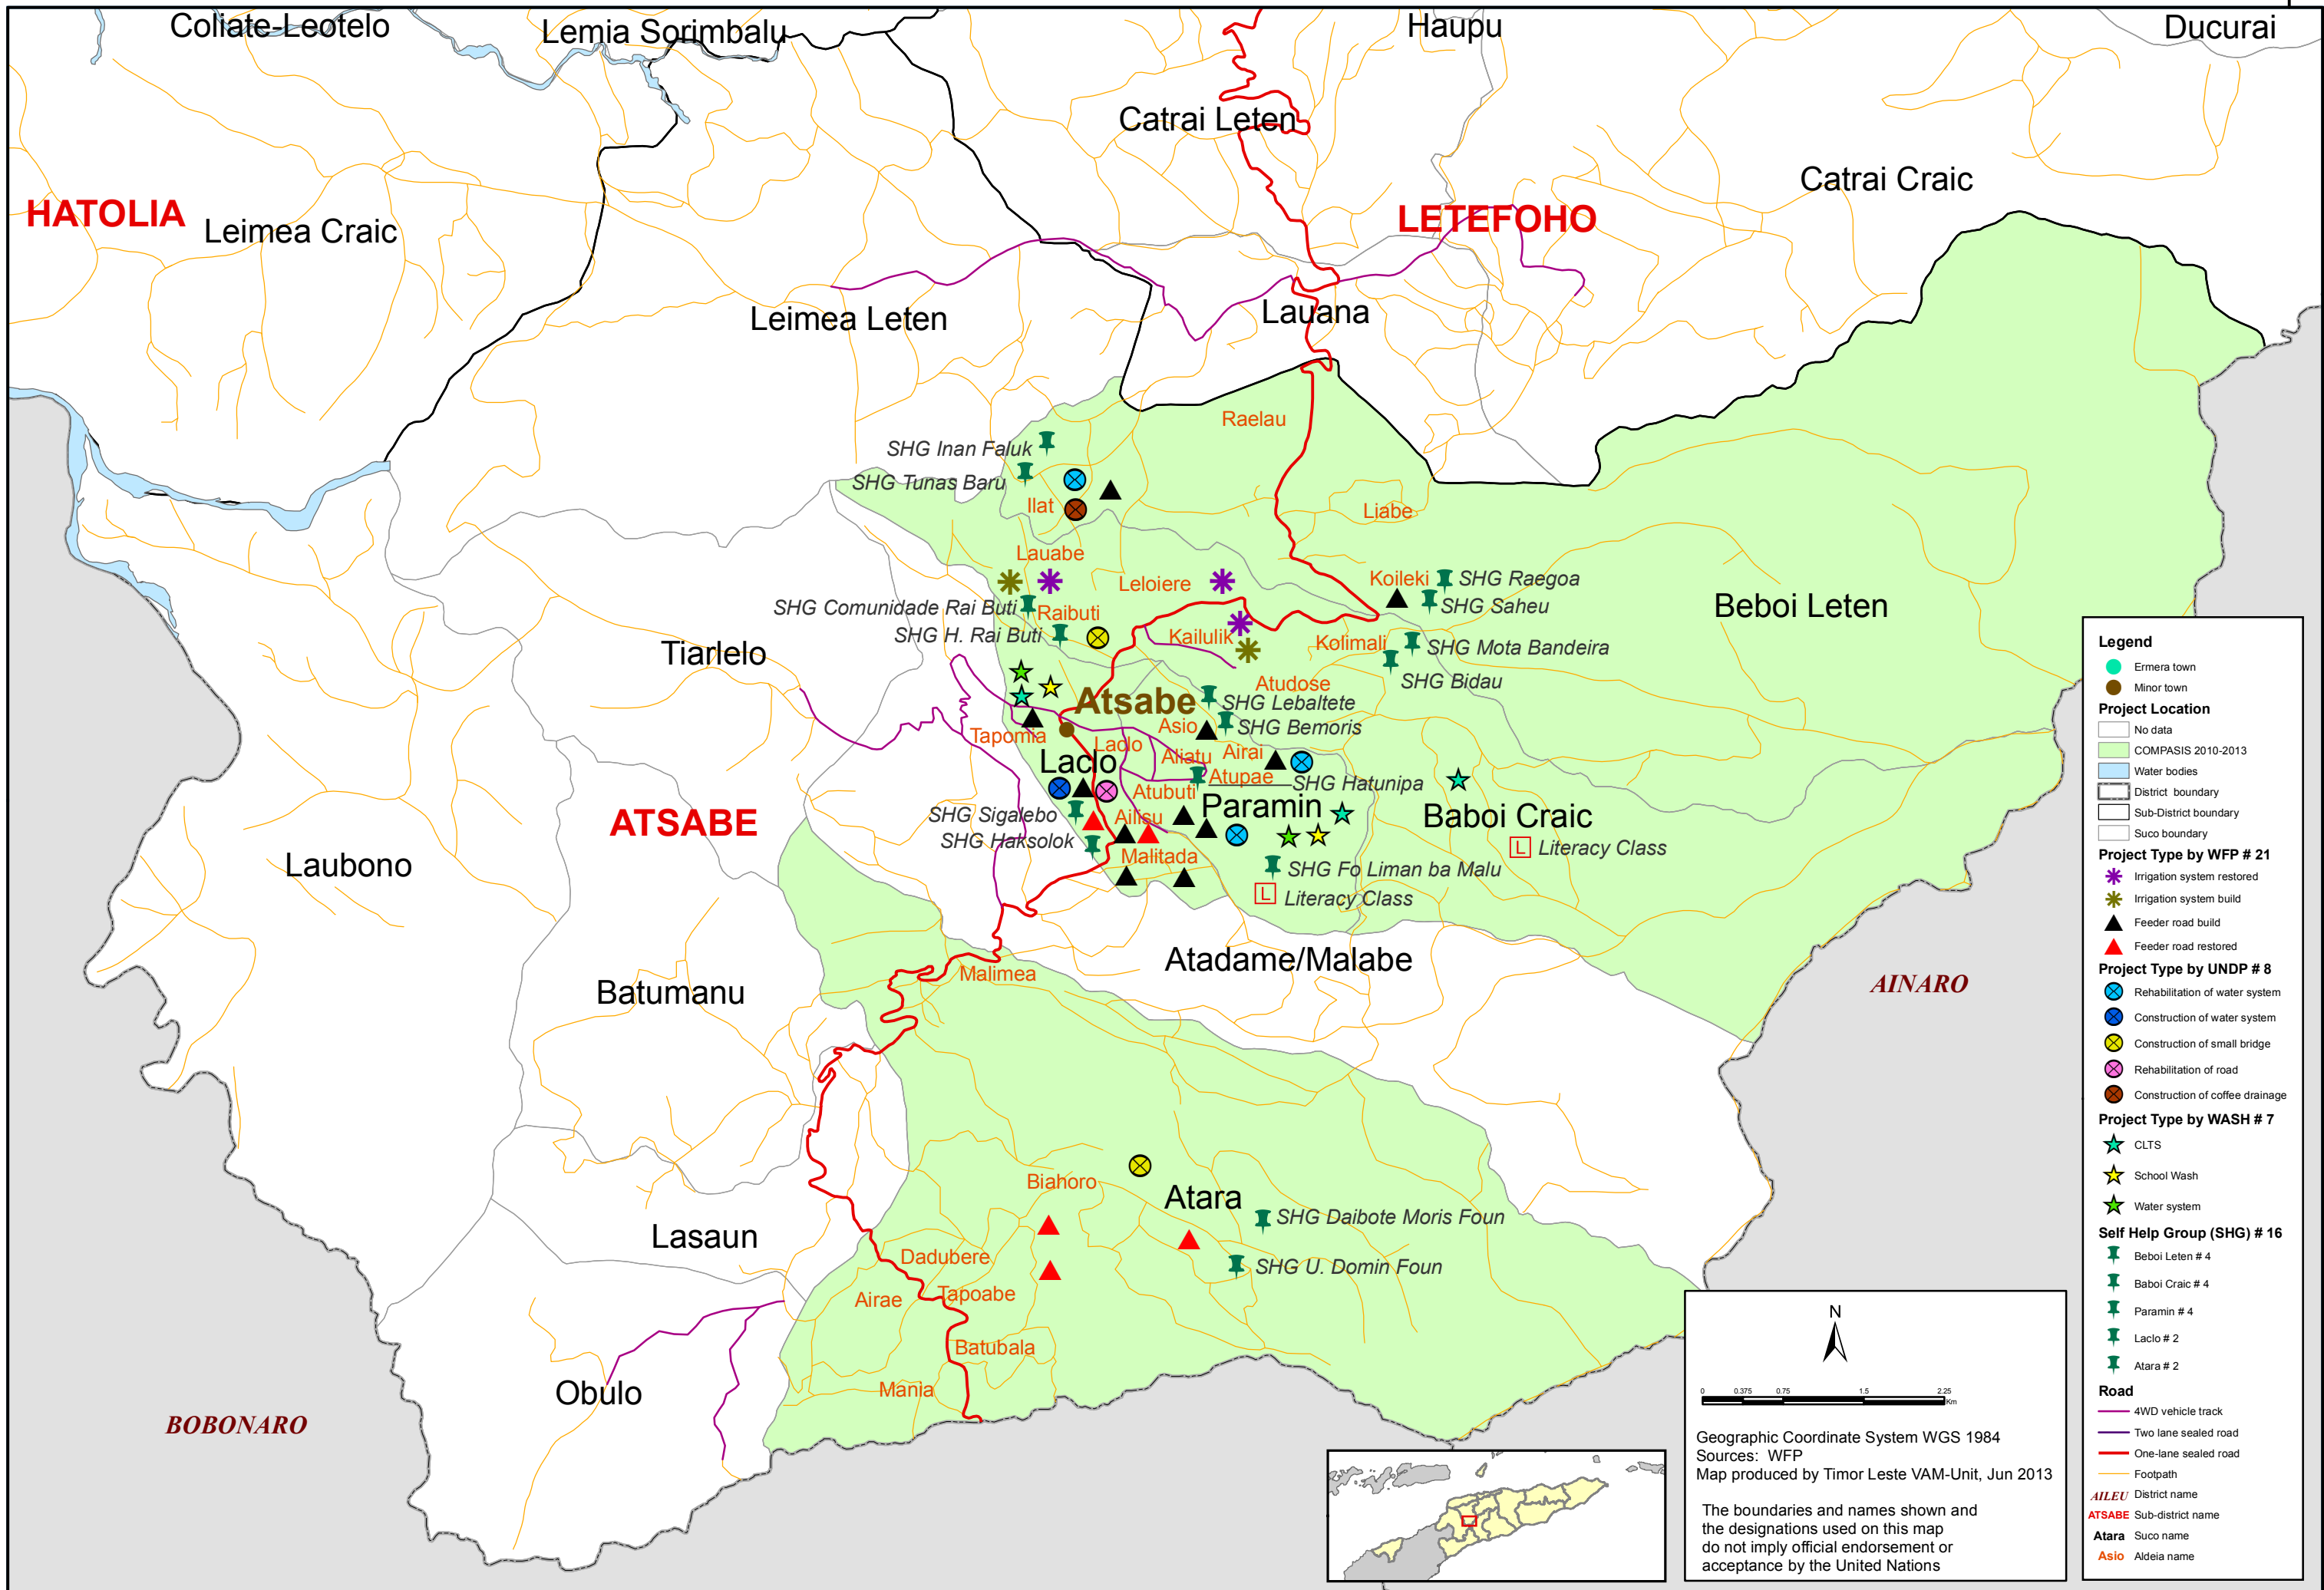 Coliate-Leotelo
Lemia Sorimbalu
Haupu
Ducurai
Catrai Leten
Catrai Craic
HATOLIA
Leimea Craic
LETEFOHO
Leimea Leten
Lauana
Raelau
SHG Inan Faluk
SHG Tunas Baru
Ilat
Liabe
Lauabe
Leloiere
Koileki
SHG Raegoa
SHG Saheu
Beboi Leten
SHG Comunidade Rai Buti
Raibuti
SHG H. Rai Buti
Kailulik
Kolimali
SHG Mota Bandeira
Tiarlelo
SHG Bidau
Atudose
Atsabe
SHG Lebaltete
Asio
SHG Bemoris
Tapomia
Laclo
Laclo
Aliatu
Airai
Atupae
SHG Hatunipa
Atubuti
Paramin
Baboi Craic
ATSABE
SHG Sigalebo
Ailisu
SHG Haksolok
Malitada
Literacy Class
SHG Fo Liman ba Malu
Literacy Class
Laubono
Atadame/Malabe
Malimea
Batumanu
AINARO
Biahoro
Atara
SHG Daibote Moris Foun
Lasaun
Dadubere
SHG U. Domin Foun
Airae
Tapoabe
Batubala
Mania
Obulo
BOBONARO
Legend
Ermera town
Minor town
Project Location
No data
COMPASIS 2010-2013
Water bodies
District boundary
Sub-District boundary
Suco boundary
Project Type by WFP # 21
Irrigation system restored
Irrigation system build
Feeder road build
Feeder road restored
Project Type by UNDP # 8
Rehabilitation of water system
Construction of water system
Construction of small bridge
Rehabilitation of road
Construction of coffee drainage
Project Type by WASH # 7
CLTS
School Wash
Water system
Self Help Group (SHG) # 16
Beboi Leten # 4
Baboi Craic # 4
Paramin # 4
Laclo # 2
Atara # 2
Road
4WD vehicle track
Two lane sealed road
One-lane sealed road
Footpath
AILEU District name
ATSABE Sub-district name
Atara Suco name
Asio Aldeia name
N
0 0.375 0.75 1.5 2.25
Km
Geographic Coordinate System WGS 1984
Sources: WFP
Map produced by Timor Leste VAM-Unit, Jun 2013
The boundaries and names shown and
the designations used on this map
do not imply official endorsement or
acceptance by the United Nations